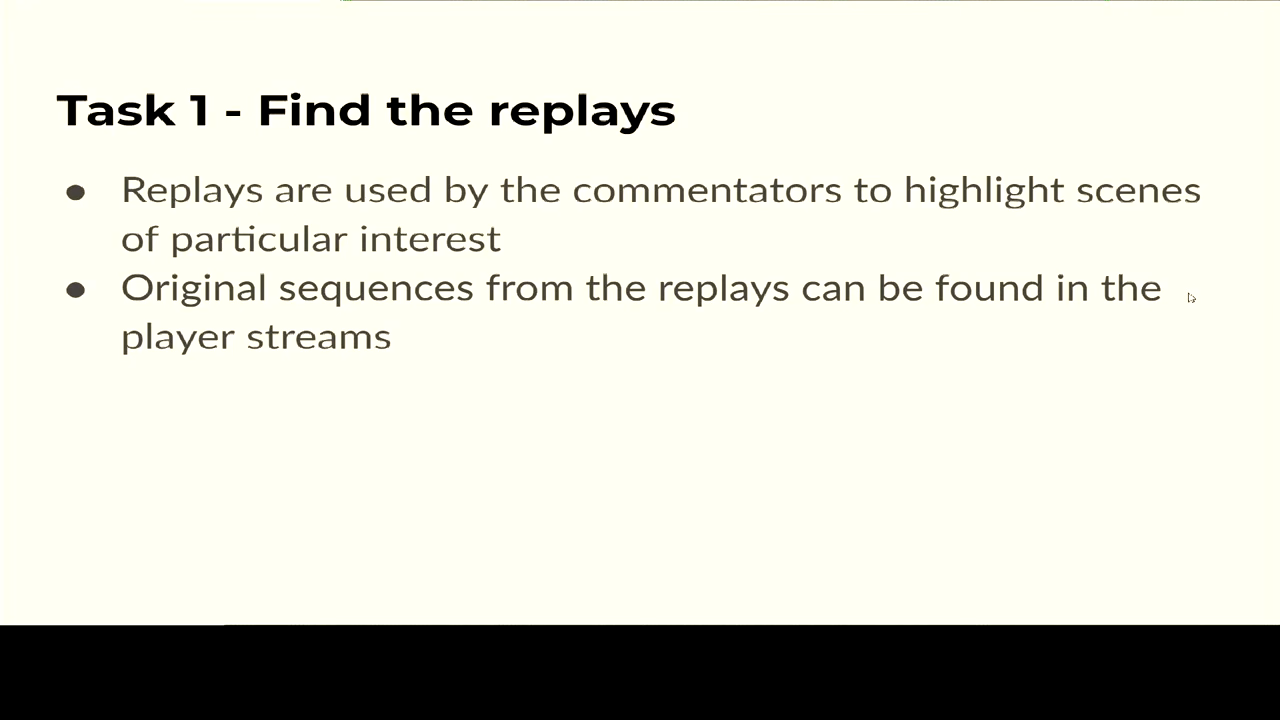 Task 1 - Find the replays
● Replays are used by the commentators to highlight scenes
of particular interest
● Original sequences from the replays can be found in the
player streams